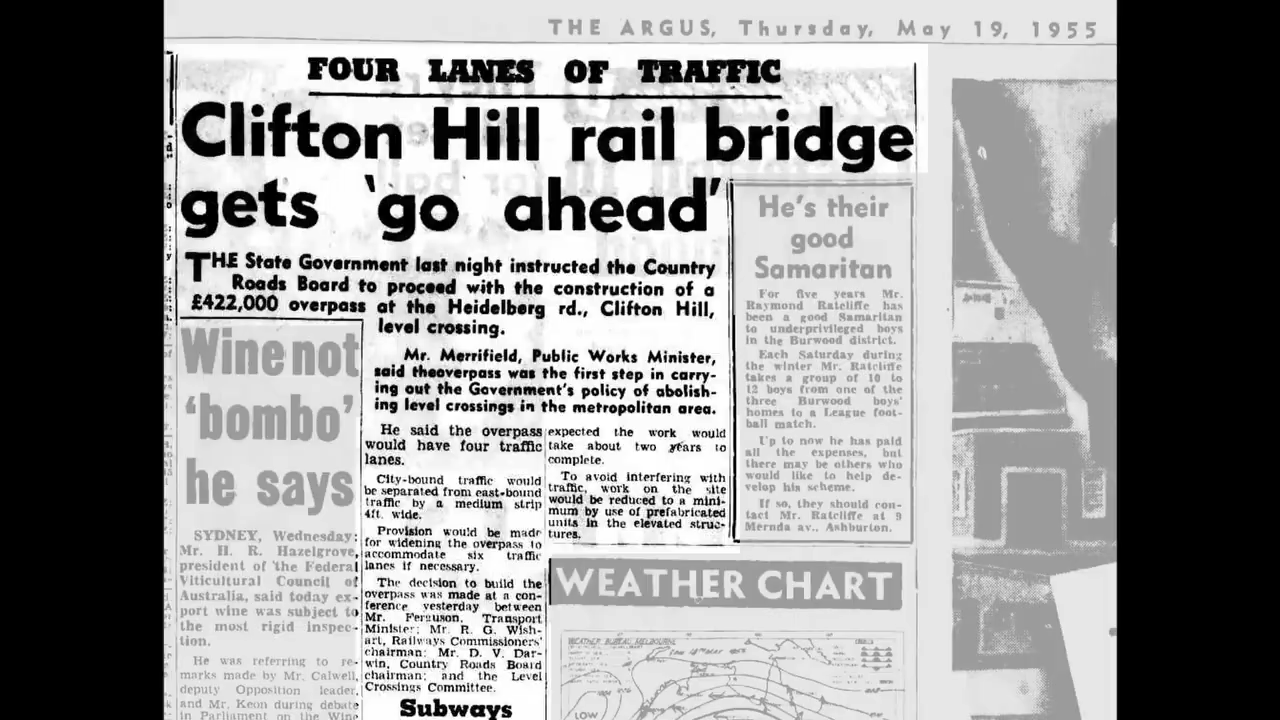 THE ARGUS, Thursday, May 19, 1955
FOUR LANES OF TRAFFIC
Clifton Hill rail bridge
gets 'go ahead'
THE State Government last night instructed the Country
Roads Board to proceed with the construction of a
£422,000 overpass at the Heidelberg rd., Clifton Hill,
level crossing.
Mr. Merrifield, Public Works Minister,
said theoverpass was the first step in carry-
ing out the Government's policy of abolish-
ing level crossings in the metropolitan area.
He said the overpass
would have four traffic
lanes.
City-bound traffic would
be separated from east-bound
traffic by a medium strip
4ft. wide.
Provision would be made
for widening the overpass to
accommodate six traffic
lanes if necessary.
The decision to build the
overpass was made at a con-
ference yesterday between
Mr. Ferguson, Transport
Minister; Mr. R. G. Wish-
art, Railways Commissioners'
chairman; Mr. D. V. Dar-
win, Country Roads Board
chairman; and the Level
Crossings Committee.
Subways
expected the work would
take about two years to
complete.
To avoid interfering with
traffic, work on the site
would be reduced to a mini-
mum by use of prefabricated
units in the elevated struc-
tures.
He's their
good
Samaritan
For five years Mr.
Raymond Ratcliffe has
been a good Samaritan
to underprivileged boys
in the Burwood district.
Each Saturday during
the winter Mr. Ratcliffe
takes a group of 10 to
12 boys from one of the
three Burwood boys'
homes to a League foot-
ball match.
Up to now he has paid
all the expenses, but
there may be others who
would like to help de-
velop his scheme.
If so, they should con-
tact Mr. Ratcliffe at 9
Mernda av., Ashburton.
Wine not
'bombo'
he says
SYDNEY, Wednesday:
Mr. H. R. Hazelgrove,
president of the Federal
Viticultural Council of
Australia, said today ex-
port wine was subject to
the most rigid inspec-
tion.
He was referring to re-
marks made by Mr. Calwell,
deputy Opposition leader,
and Mr. Keon during debate
in Parliament on the Wine
WEATHER CHART
WEATHER BUREAU MELBOURNE
LOW